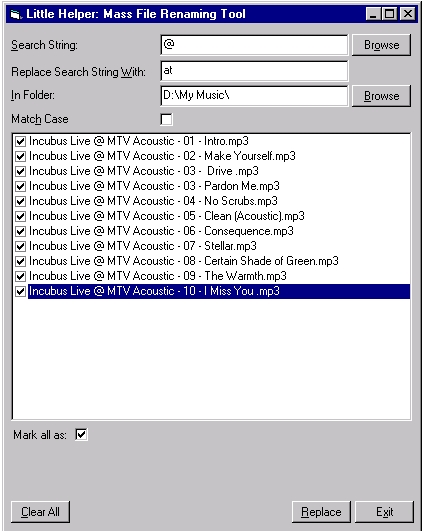 Little Helper: Mass File Renaming Tool
Search String: @ Browse
Replace Search String With: at
In Folder: D:\My Music\ Browse
Match Case
Incubus Live @ MTV Acoustic - 01 - Intro.mp3
Incubus Live @ MTV Acoustic - 02 - Make Yourself.mp3
Incubus Live @ MTV Acoustic - 03 -  Drive .mp3
Incubus Live @ MTV Acoustic - 03 - Pardon Me.mp3
Incubus Live @ MTV Acoustic - 04 - No Scrubs.mp3
Incubus Live @ MTV Acoustic - 05 - Clean (Acoustic).mp3
Incubus Live @ MTV Acoustic - 06 - Consequence.mp3
Incubus Live @ MTV Acoustic - 07 - Stellar.mp3
Incubus Live @ MTV Acoustic - 08 - Certain Shade of Green.mp3
Incubus Live @ MTV Acoustic - 09 - The Warmth.mp3
Incubus Live @ MTV Acoustic - 10 - I Miss You .mp3
Mark all as:
Clear All Replace Exit